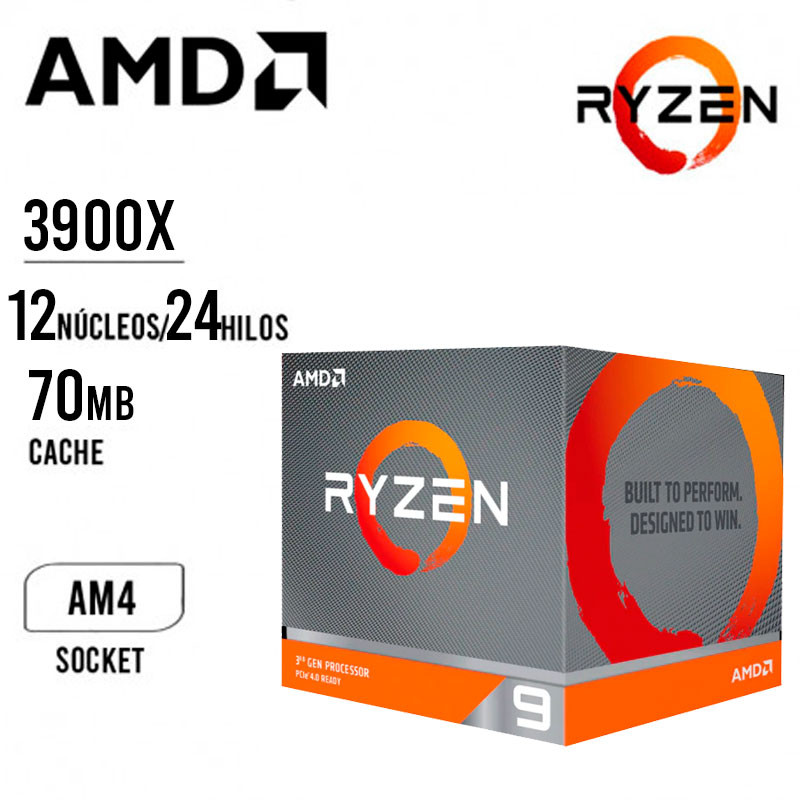 AMD
RYZEN
3900X
12NÚCLEOS/24HILOS
70MB
CACHE
AM4
SOCKET
AMD
RYZEN
3rd GEN PROCESSOR
PCIe® 4.0 READY
9
BUILT TO PERFORM.
DESIGNED TO WIN.
AMD